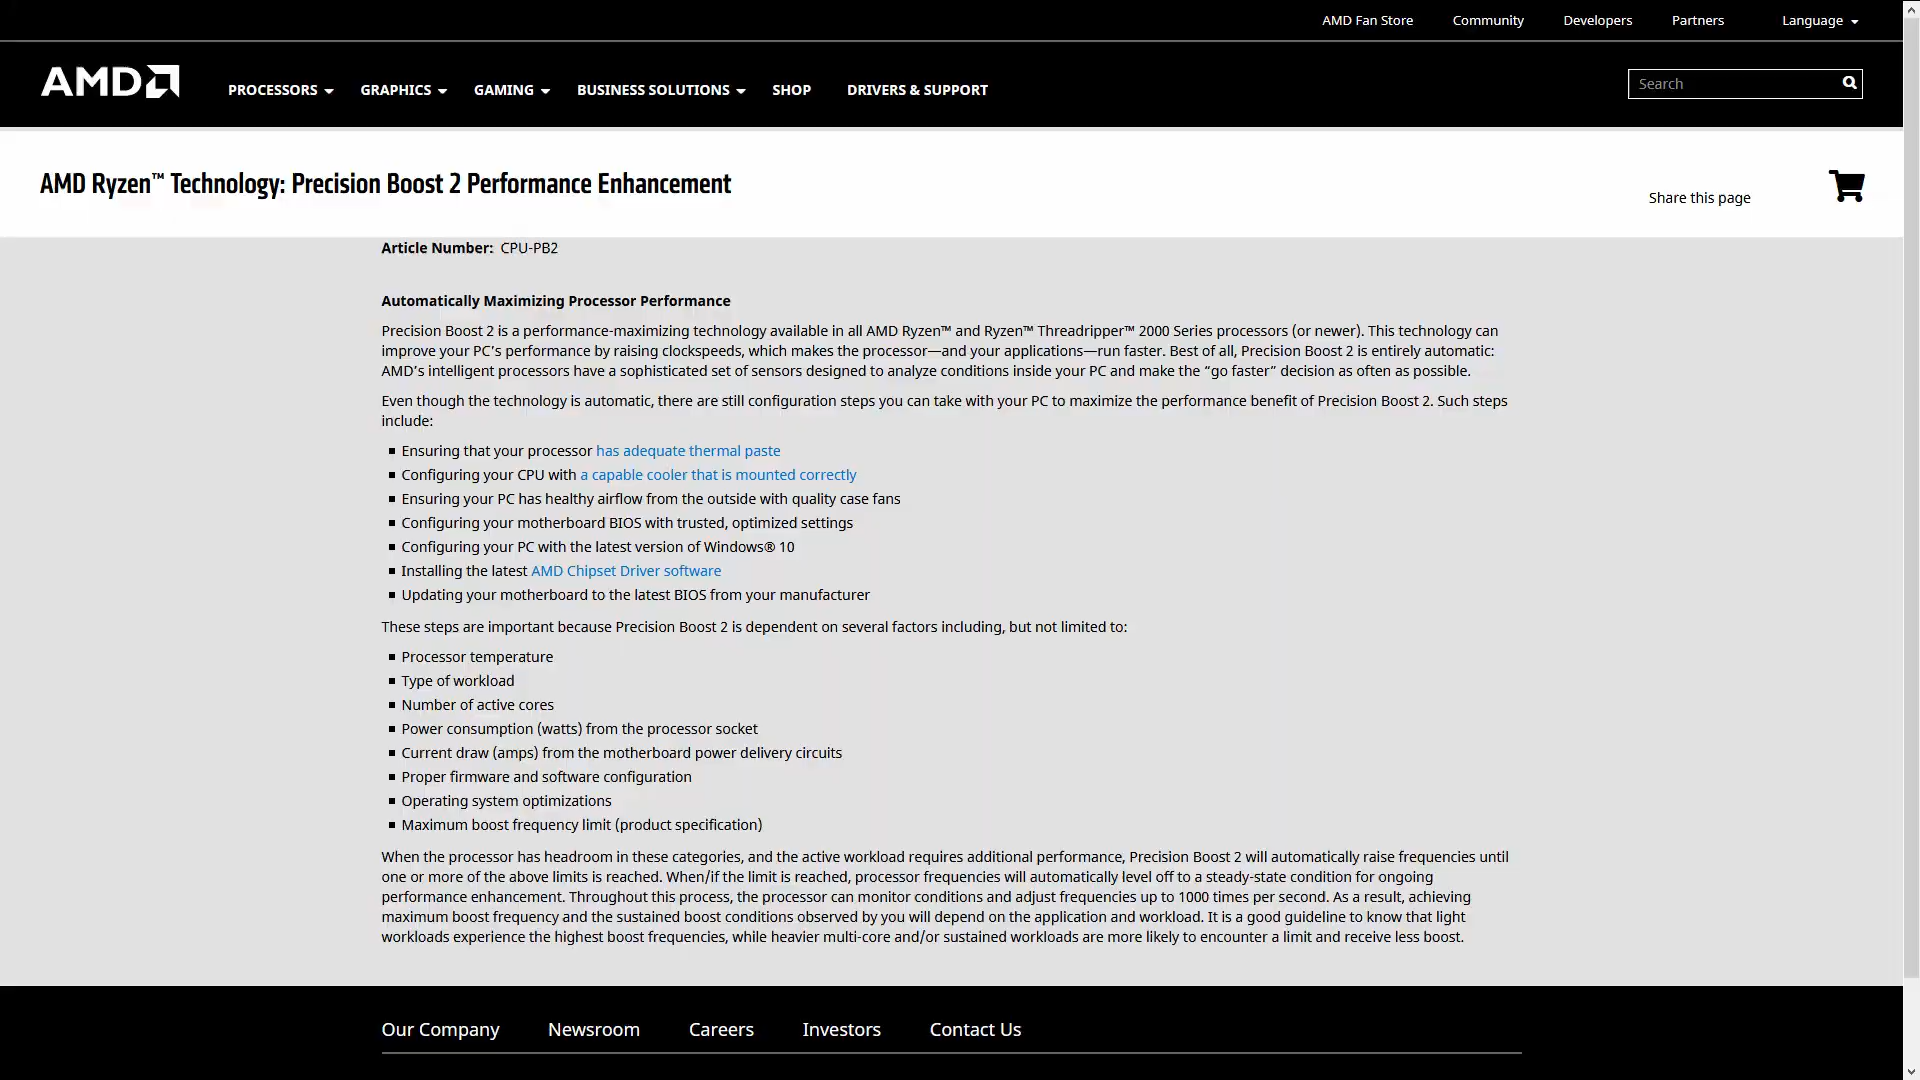 AMD Fan Store Community Developers Partners Language
AMD PROCESSORS GRAPHICS GAMING BUSINESS SOLUTIONS SHOP DRIVERS & SUPPORT Search
AMD Ryzen™ Technology: Precision Boost 2 Performance Enhancement
Share this page
Article Number: CPU-PB2
Automatically Maximizing Processor Performance
Precision Boost 2 is a performance-maximizing technology available in all AMD Ryzen™ and Ryzen™ Threadripper™ 2000 Series processors (or newer). This technology can
improve your PC’s performance by raising clockspeeds, which makes the processor—and your applications—run faster. Best of all, Precision Boost 2 is entirely automatic:
AMD’s intelligent processors have a sophisticated set of sensors designed to analyze conditions inside your PC and make the “go faster” decision as often as possible.
Even though the technology is automatic, there are still configuration steps you can take with your PC to maximize the performance benefit of Precision Boost 2. Such steps
include:
▪ Ensuring that your processor has adequate thermal paste
▪ Configuring your CPU with a capable cooler that is mounted correctly
▪ Ensuring your PC has healthy airflow from the outside with quality case fans
▪ Configuring your motherboard BIOS with trusted, optimized settings
▪ Configuring your PC with the latest version of Windows® 10
▪ Installing the latest AMD Chipset Driver software
▪ Updating your motherboard to the latest BIOS from your manufacturer
These steps are important because Precision Boost 2 is dependent on several factors including, but not limited to:
▪ Processor temperature
▪ Type of workload
▪ Number of active cores
▪ Power consumption (watts) from the processor socket
▪ Current draw (amps) from the motherboard power delivery circuits
▪ Proper firmware and software configuration
▪ Operating system optimizations
▪ Maximum boost frequency limit (product specification)
When the processor has headroom in these categories, and the active workload requires additional performance, Precision Boost 2 will automatically raise frequencies until
one or more of the above limits is reached. When/if the limit is reached, processor frequencies will automatically level off to a steady-state condition for ongoing
performance enhancement. Throughout this process, the processor can monitor conditions and adjust frequencies up to 1000 times per second. As a result, achieving
maximum boost frequency and the sustained boost conditions observed by you will depend on the application and workload. It is a good guideline to know that light
workloads experience the highest boost frequencies, while heavier multi-core and/or sustained workloads are more likely to encounter a limit and receive less boost.
Our Company Newsroom Careers Investors Contact Us